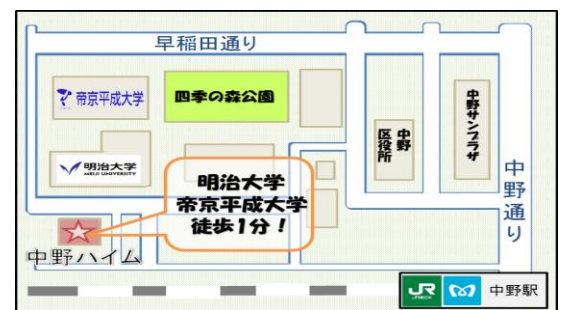 早稲田通り
帝京平成大学
四季の森公園
中野サンプラザ
中野
区役所
明治大学
MEIJI UNIVERSITY
中野通り
明治大学
帝京平成大学
徒歩1分!
中野ハイム
JR
中野駅